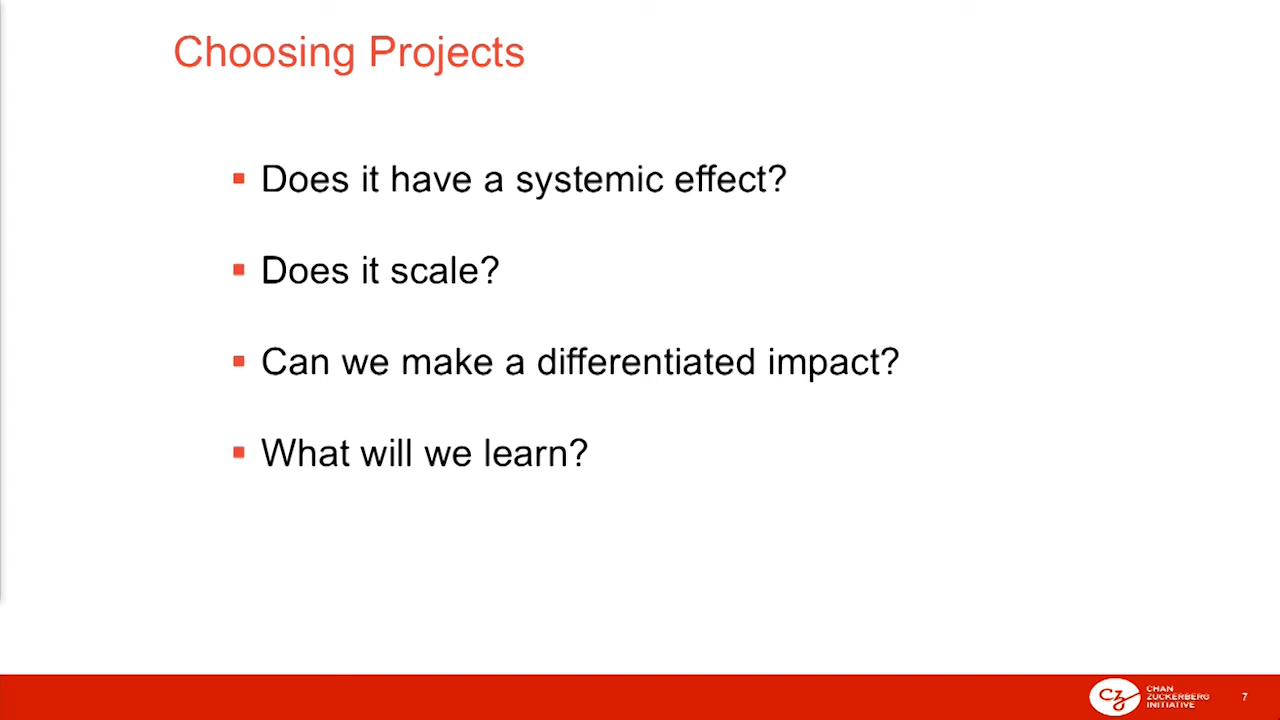 Choosing Projects
Does it have a systemic effect?
Does it scale?
Can we make a differentiated impact?
What will we learn?
CZ
CHAN
ZUCKERBERG
INITIATIVE
7